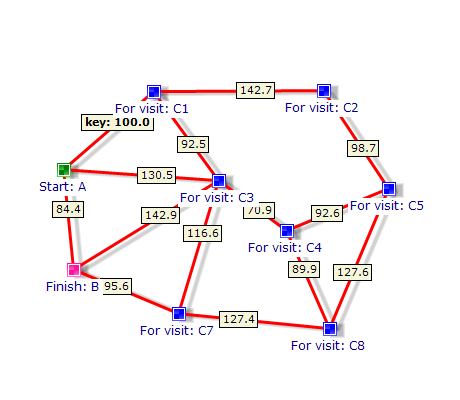 142.7
For visit: C1
For visit: C2
key: 100.0
92.5
98.7
130.5
Start: A
For visit: C3
84.4
142.9
70.9
92.6
For visit: C5
116.6
For visit: C4
89.9
127.6
Finish: B
95.6
For visit: C7
127.4
For visit: C8